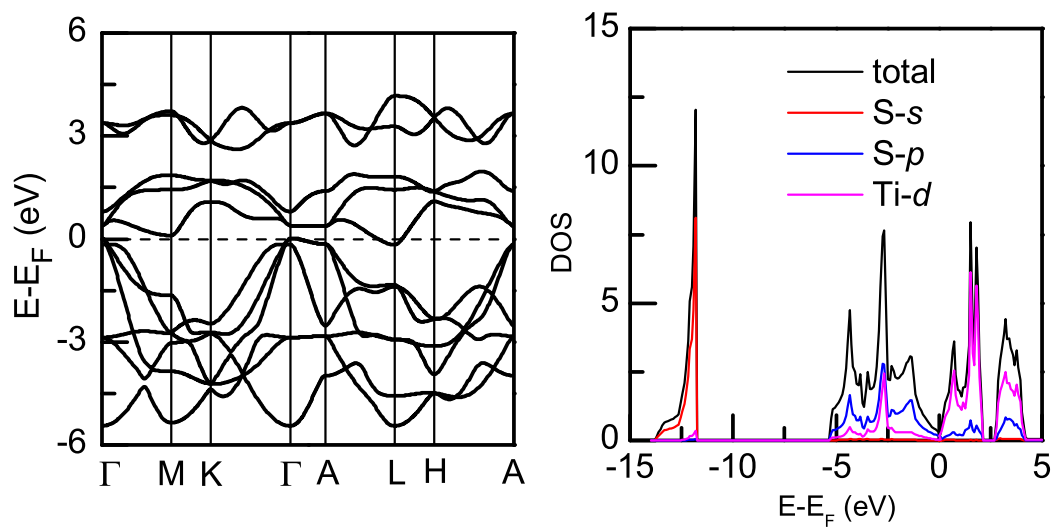 6
3
0
-3
-6
E-E_F (eV)
Γ M K Γ A L H A
15
10
5
0
DOS
total
S-s
S-p
Ti-d
-15 -10 -5 0 5
E-E_F (eV)